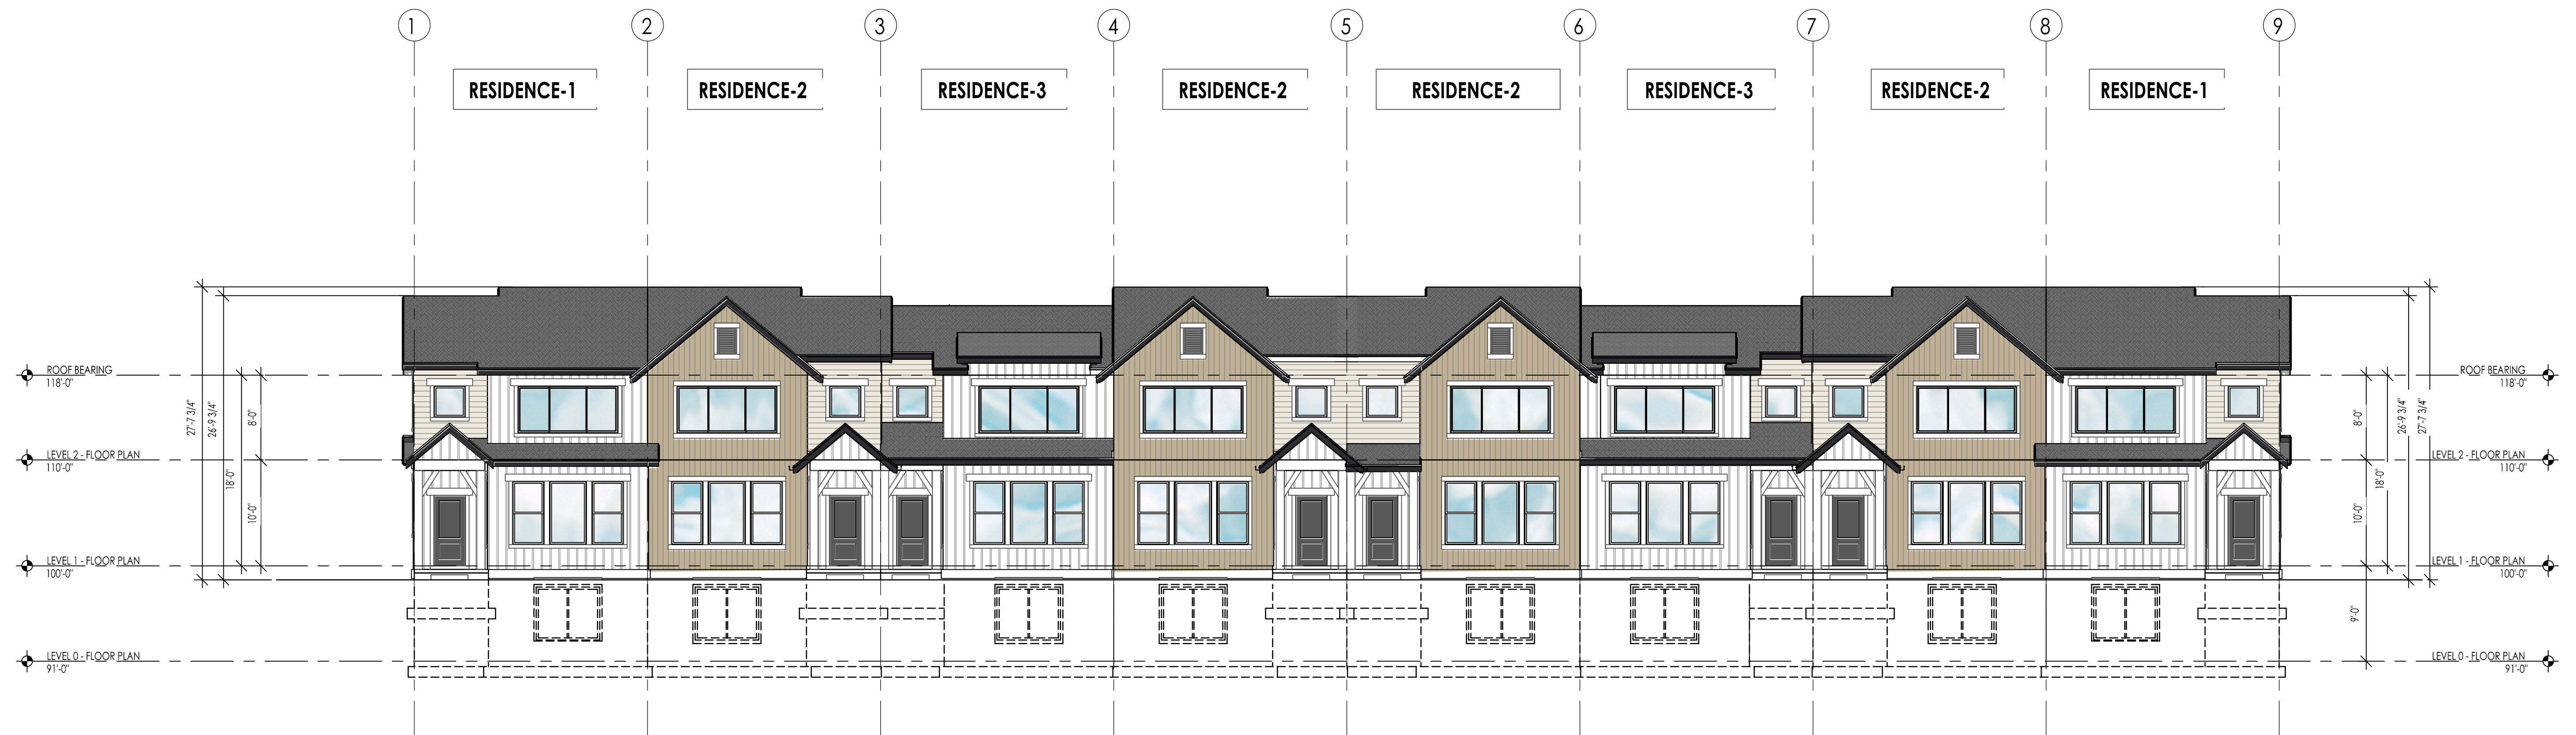 1 2 3 4 5 6 7 8 9
RESIDENCE-1 RESIDENCE-2 RESIDENCE-3 RESIDENCE-2 RESIDENCE-2 RESIDENCE-3 RESIDENCE-2 RESIDENCE-1
ROOF BEARING
118'-0"
LEVEL 2 - FLOOR PLAN
110'-0"
LEVEL 1 - FLOOR PLAN
100'-0"
LEVEL 0 - FLOOR PLAN
91'-0"
27'-7 3/4"
26'-9 3/4"
18'-0"
8'-0"
10'-0"
8'-0"
10'-0"
9'-0"
18'-0"
26'-9 3/4"
27'-7 3/4"
ROOF BEARING
118'-0"
LEVEL 2 - FLOOR PLAN
110'-0"
LEVEL 1 - FLOOR PLAN
100'-0"
LEVEL 0 - FLOOR PLAN
91'-0"